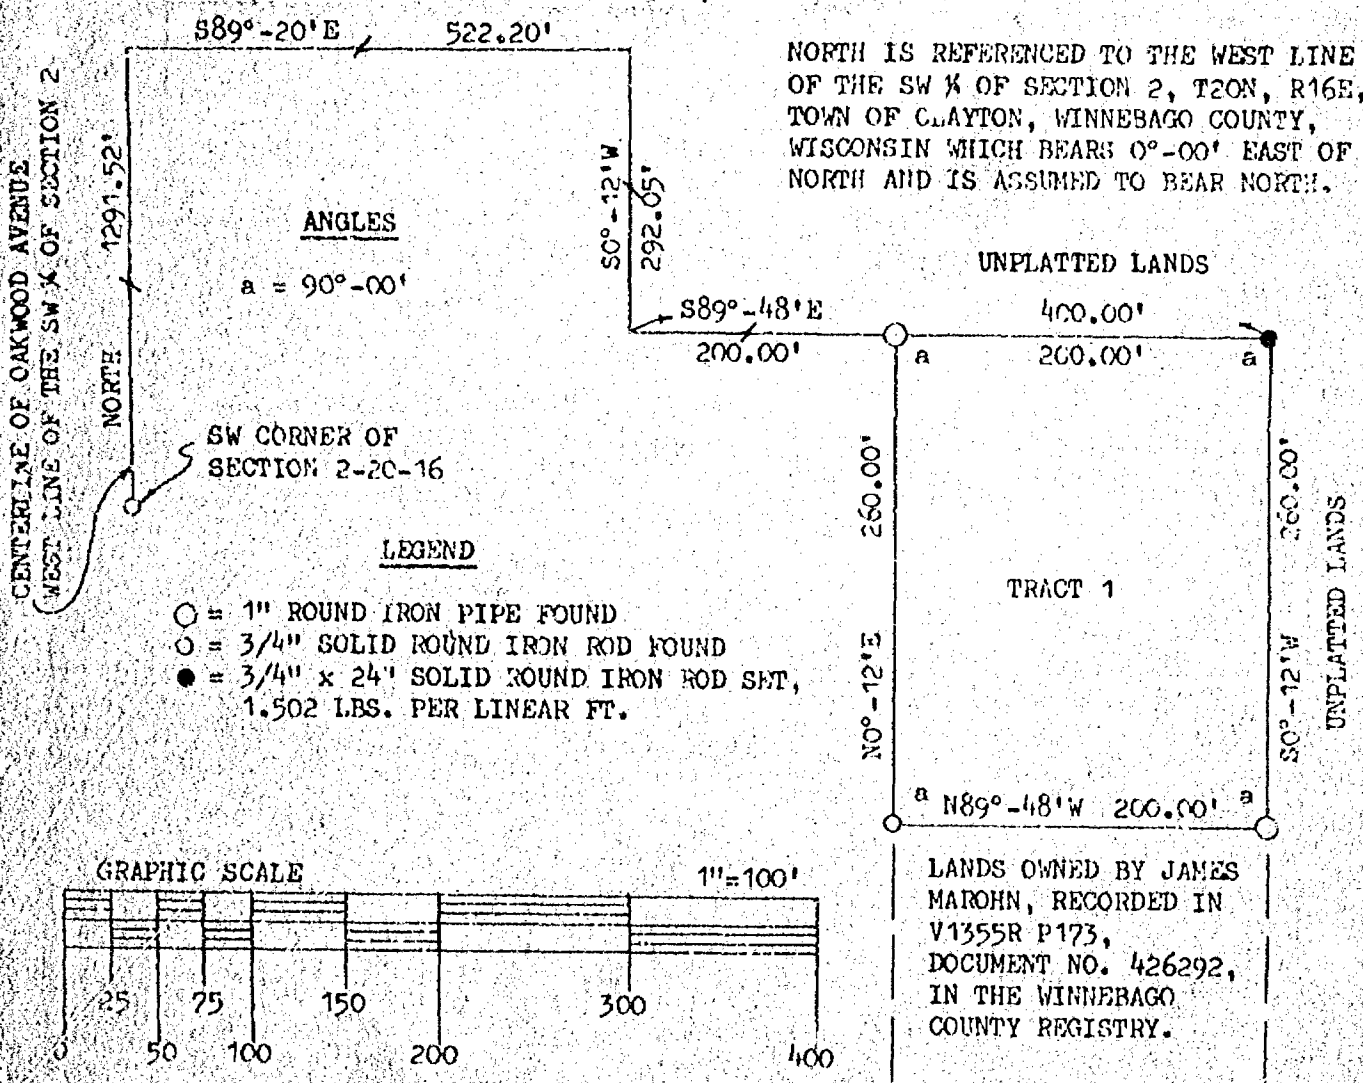 S89°-20'E 522.20'
NORTH IS REFERENCED TO THE WEST LINE
OF THE SW ¼ OF SECTION 2, T20N, R16E,
TOWN OF CLAYTON, WINNEBAGO COUNTY,
WISCONSIN WHICH BEARS 0°-00' EAST OF
NORTH AND IS ASSUMED TO BEAR NORTH.
CENTERLINE OF OAKWOOD AVENUE
WEST LINE OF THE SW ¼ OF SECTION 2
NORTH 1291.52'
ANGLES
a = 90°-00'
S0°-12'W
292.05'
UNPLATTED LANDS
S89°-48'E
200.00'
400.00'
200.00'
a
a
SW CORNER OF
SECTION 2-20-16
LEGEND
= 1" ROUND IRON PIPE FOUND
= 3/4" SOLID ROUND IRON ROD FOUND
= 3/4" x 24" SOLID ROUND IRON ROD SET,
1.502 LBS. PER LINEAR FT.
N0°-12'E 260.00'
TRACT 1
S0°-12'W 260.00'
UNPLATTED LANDS
a N89°-48'W 200.00' a
LANDS OWNED BY JAMES
MAROHN, RECORDED IN
V1355R P173,
DOCUMENT NO. 426292,
IN THE WINNEBAGO
COUNTY REGISTRY.
GRAPHIC SCALE 1"=100'
25 75 150 300
0 50 100 200 400